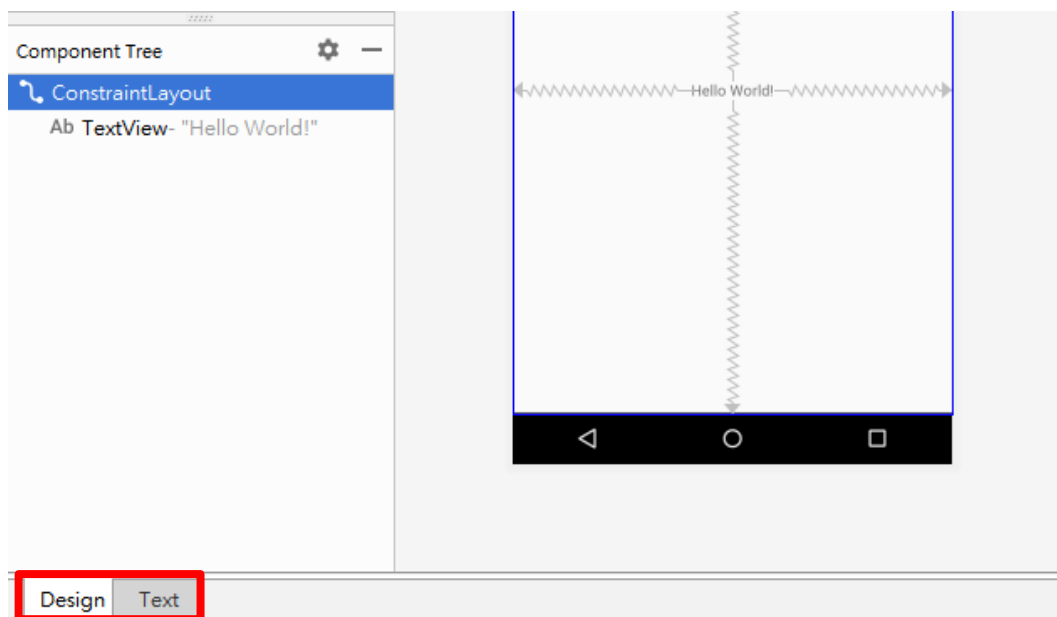 Component Tree
ConstraintLayout
Ab TextView- "Hello World!"
Hello World!
Design Text